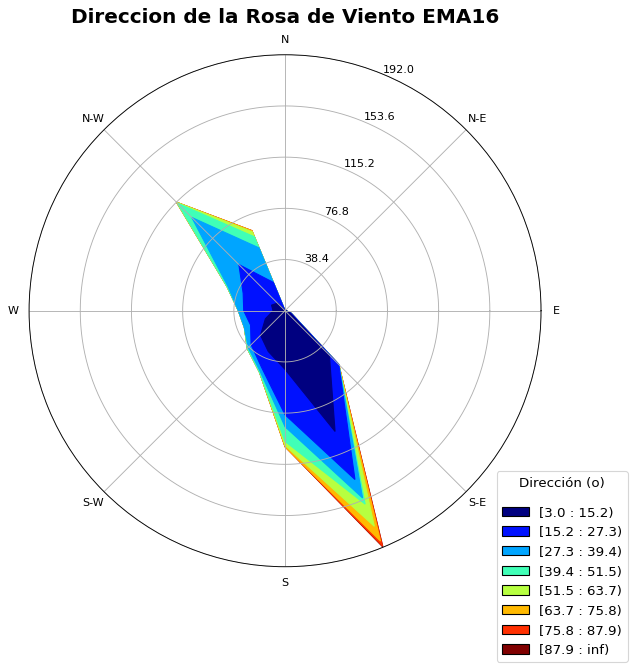 Direccion de la Rosa de Viento EMA16
N
192.0
N-W
153.6
N-E
115.2
76.8
38.4
W
E
S-W
S-E
S
Dirección (o)
[3.0 : 15.2)
[15.2 : 27.3)
[27.3 : 39.4)
[39.4 : 51.5)
[51.5 : 63.7)
[63.7 : 75.8)
[75.8 : 87.9)
[87.9 : inf)